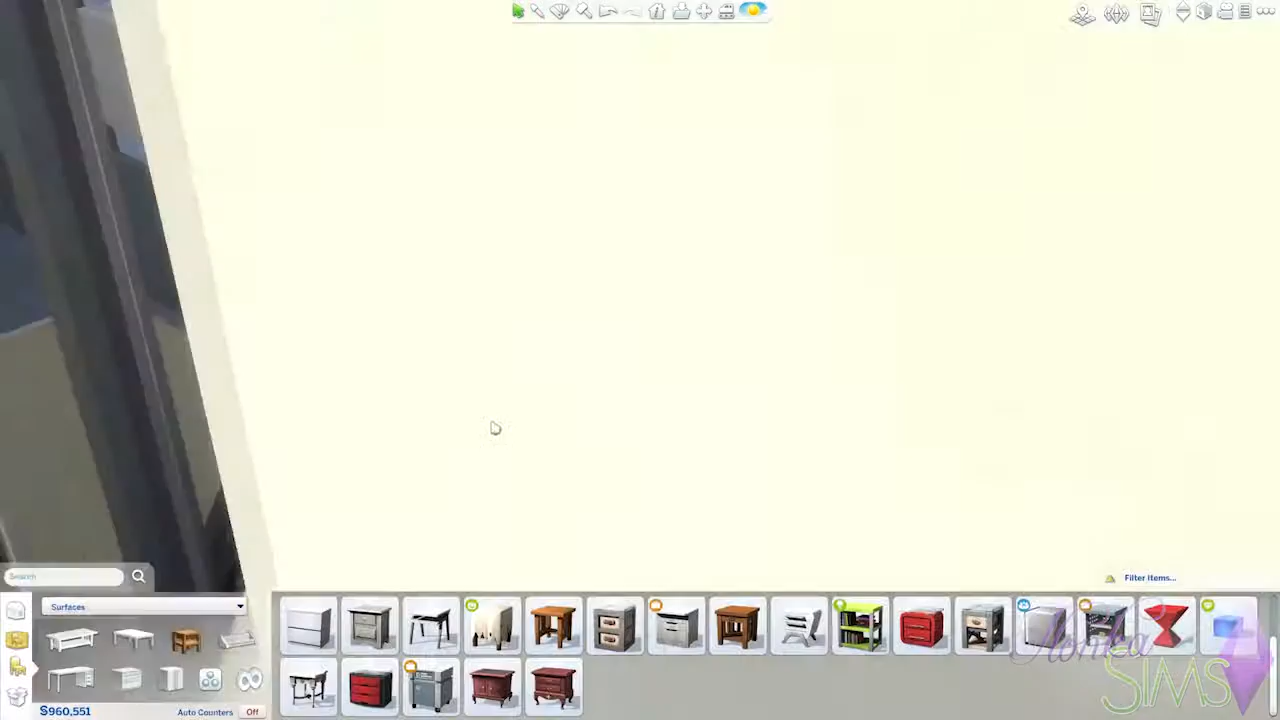 Search
Filter Items...
Surfaces
$960,551
Auto Counters Off
SIMS